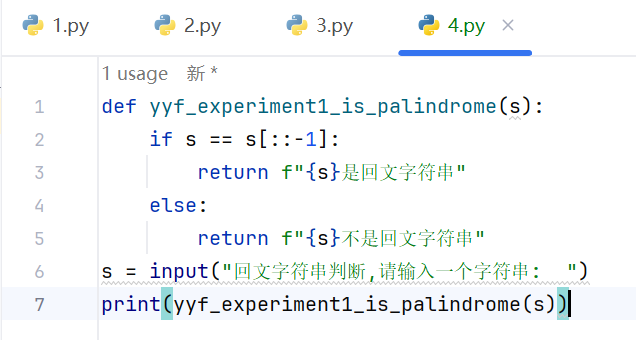 1.py 2.py 3.py 4.py
1 usage 新 *
1 def yyf_experiment1_is_palindrome(s):
2     if s == s[::-1]:
3         return f"{s}是回文字符串"
4     else:
5         return f"{s}不是回文字符串"
6 s = input("回文字符串判断,请输入一个字符串:  ")
7 print(yyf_experiment1_is_palindrome(s))